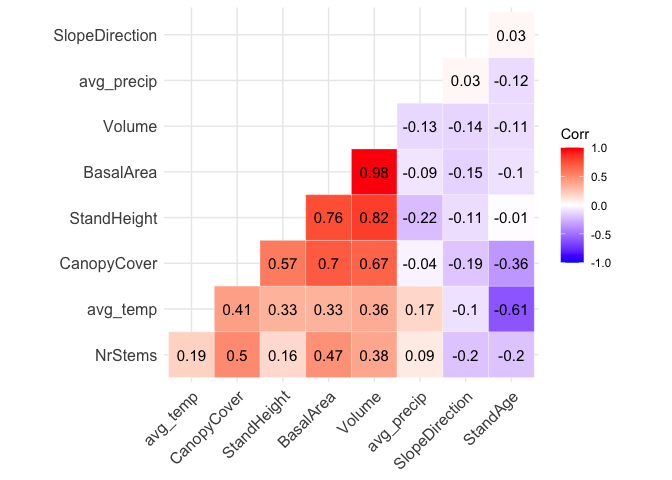 SlopeDirection 0.03
avg_precip 0.03 -0.12
Volume -0.13 -0.14 -0.11
BasalArea 0.98 -0.09 -0.15 -0.1
StandHeight 0.76 0.82 -0.22 -0.11 -0.01
CanopyCover 0.57 0.7 0.67 -0.04 -0.19 -0.36
avg_temp 0.41 0.33 0.33 0.36 0.17 -0.1 -0.61
NrStems 0.19 0.5 0.16 0.47 0.38 0.09 -0.2 -0.2
avg_temp
CanopyCover
StandHeight
BasalArea
Volume
avg_precip
SlopeDirection
StandAge
Corr
1.0
0.5
0.0
-0.5
-1.0